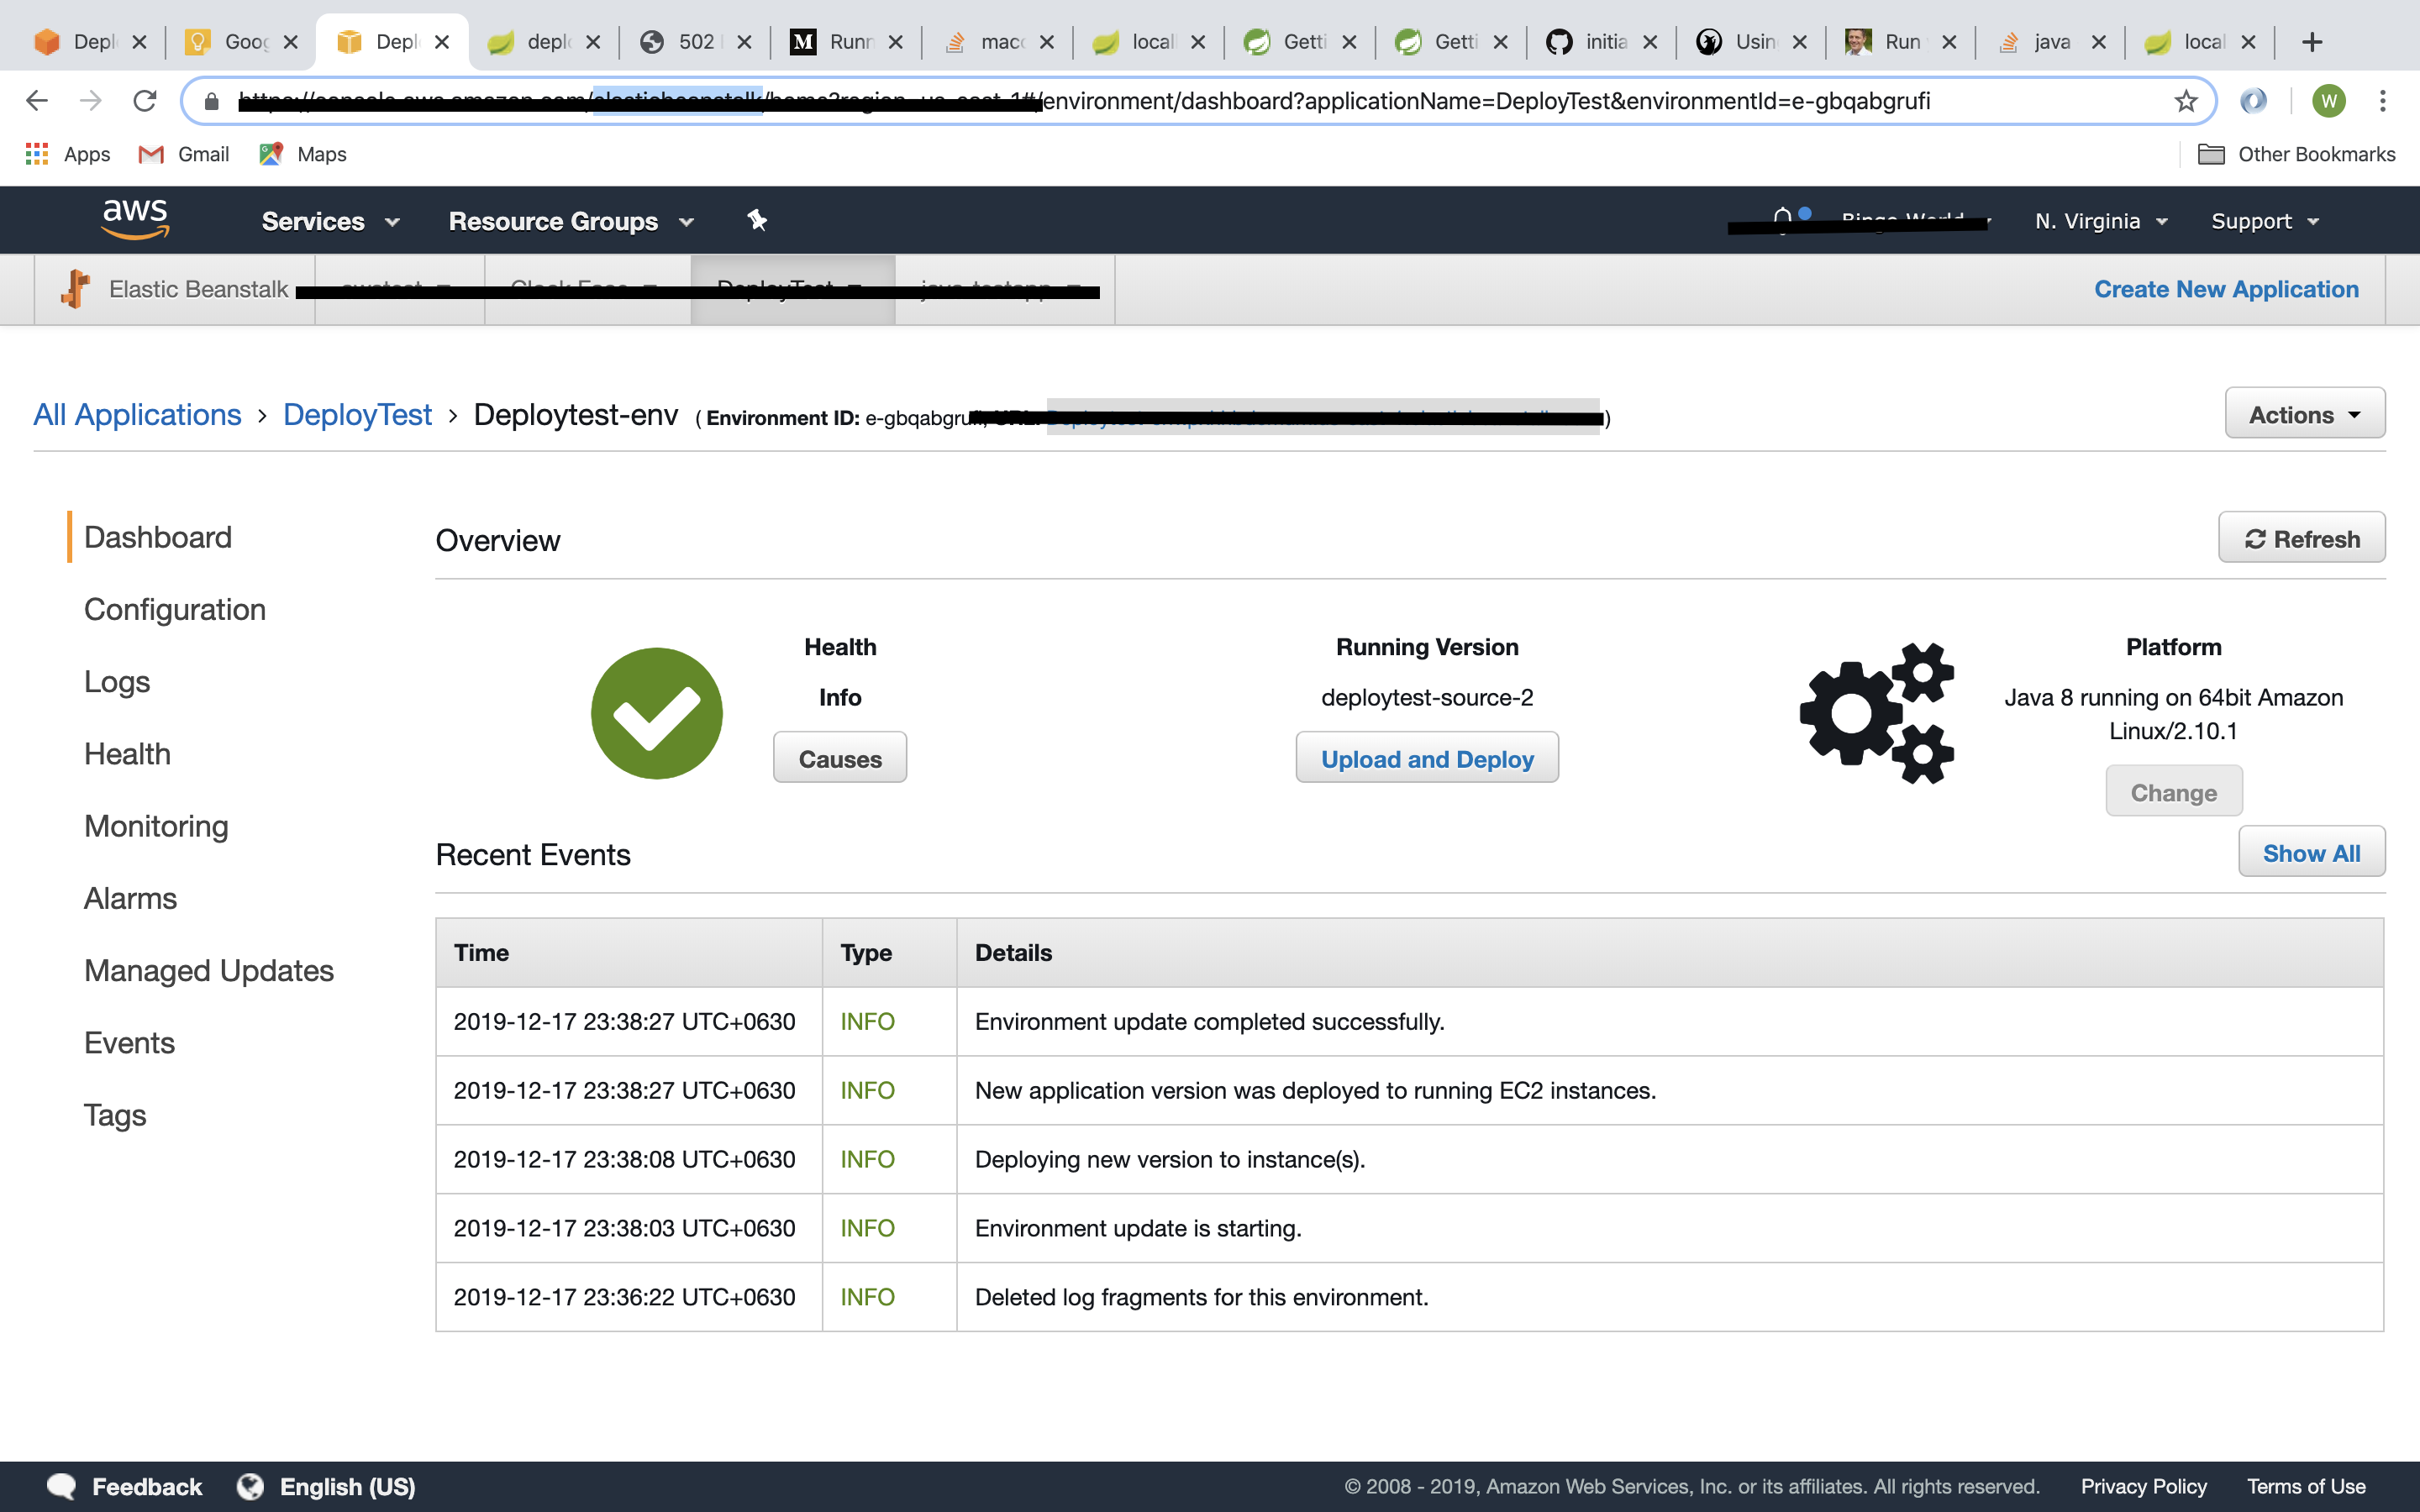 Depl Goog Depl deplo 502 M Runn macc local Getti Getti initia Usin Run java local
/environment/dashboard?applicationName=DeployTest&environmentId=e-gbqabgrufi W
Apps Gmail Maps Other Bookmarks
aws Services Resource Groups N. Virginia Support
Elastic Beanstalk Create New Application
All Applications > DeployTest > Deploytest-env ( Environment ID: e-gbqabgrufi, ) Actions
Dashboard
Configuration
Logs
Health
Monitoring
Alarms
Managed Updates
Events
Tags
Overview Refresh
Health
Info
Causes
Running Version
deploytest-source-2
Upload and Deploy
Platform
Java 8 running on 64bit Amazon
Linux/2.10.1
Change
Recent Events Show All
Time Type Details
2019-12-17 23:38:27 UTC+0630 INFO Environment update completed successfully.
2019-12-17 23:38:27 UTC+0630 INFO New application version was deployed to running EC2 instances.
2019-12-17 23:38:08 UTC+0630 INFO Deploying new version to instance(s).
2019-12-17 23:38:03 UTC+0630 INFO Environment update is starting.
2019-12-17 23:36:22 UTC+0630 INFO Deleted log fragments for this environment.
Feedback English (US) © 2008 - 2019, Amazon Web Services, Inc. or its affiliates. All rights reserved. Privacy Policy Terms of Use